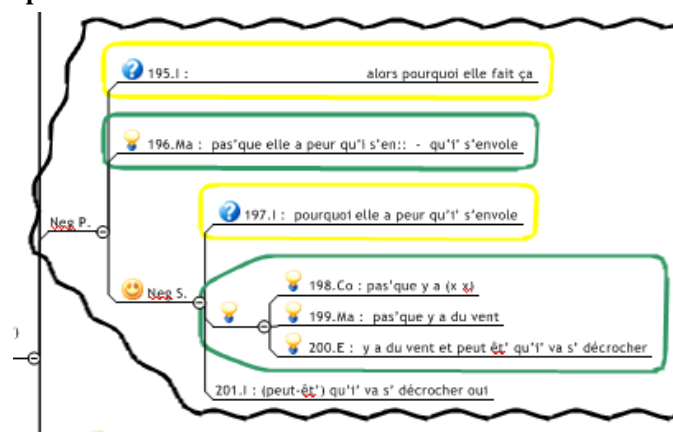 195.I : alors pourquoi elle fait ça
196.Ma : pas'que elle a peur qu'i s'en:: - qu'i' s'envole
Neg P.
197.I : pourquoi elle a peur qu'i' s'envole
Neg S.
198.Co : pas'que y a (x x)
199.Ma : pas'que y a du vent
200.E : y a du vent et peut êt' qu'i' va s' décrocher
201.I : (peut-êt') qu'i' va s' décrocher oui
)